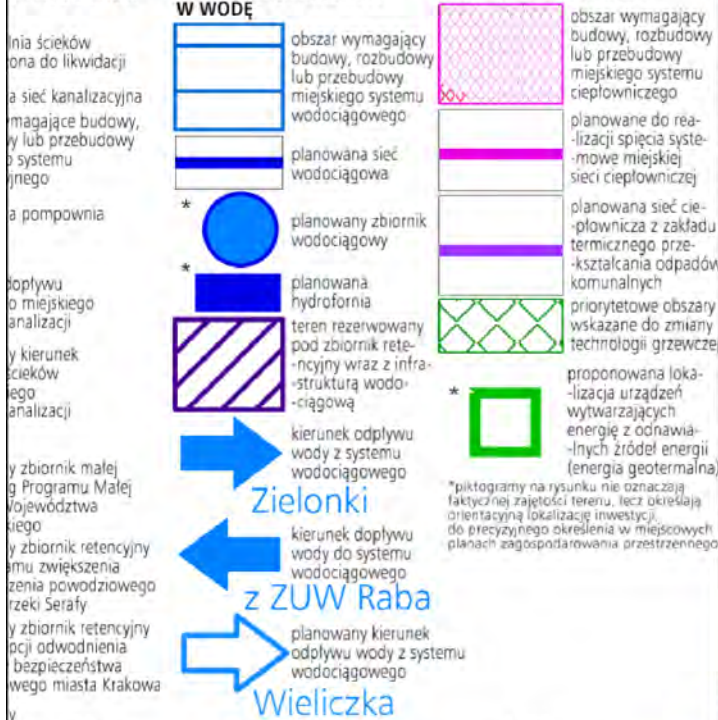 lnia ścieków
ona do likwidacji
a sieć kanalizacyjna
magające budowy,
wy lub przebudowy
o systemu
yjnego
a pompownia
dopływu
o miejskiego
analizacji
y kierunek
ścieków
iego
analizacji
y zbiornik małej
g Programu Małej
Województwa
kiego
y zbiornik retencyjny
amu zwiększenia
zenia powodziowego
rzeki Serafy
y zbiornik retencyjny
pcji odwodnienia
bezpieczeństwa
wego miasta Krakowa
W WODĘ
obszar wymagający
budowy, rozbudowy
lub przebudowy
miejskiego systemu
wodociągowego
planowana sieć
wodociągowa
*
planowany zbiornik
wodociągowy
*
planowana
hydrofornia
teren rezerwowany
pod zbiornik rete-
-ncyjny wraz z infra-
-strukturą wodo-
-ciągową
kierunek odpływu
wody z systemu
wodociągowego
Zielonki
kierunek dopływu
wody do systemu
wodociągowego
z ZUW Raba
planowany kierunek
odpływu wody z systemu
wodociągowego
Wieliczka
obszar wymagający
budowy, rozbudowy
lub przebudowy
miejskiego systemu
ciepłowniczego
planowane do rea-
-lizacji spięcia syste-
-mowe miejskiej
sieci ciepłowniczej
planowana sieć cie-
-płownicza z zakładu
termicznego prze-
-kształcania odpadów
komunalnych
priorytetowe obszary
wskazane do zmiany
technologii grzewcze
*
proponowana loka-
-lizacja urządzeń
wytwarzających
energię z odnawia-
-lnych źródeł energii
(energia geotermalna)
*piktogramy na rysunku nie oznaczają
faktycznej zajętości terenu, lecz określają
orientacyjną lokalizację inwestycji,
do precyzyjnego określenia w miejscowych
planach zagospodarowania przestrzennego